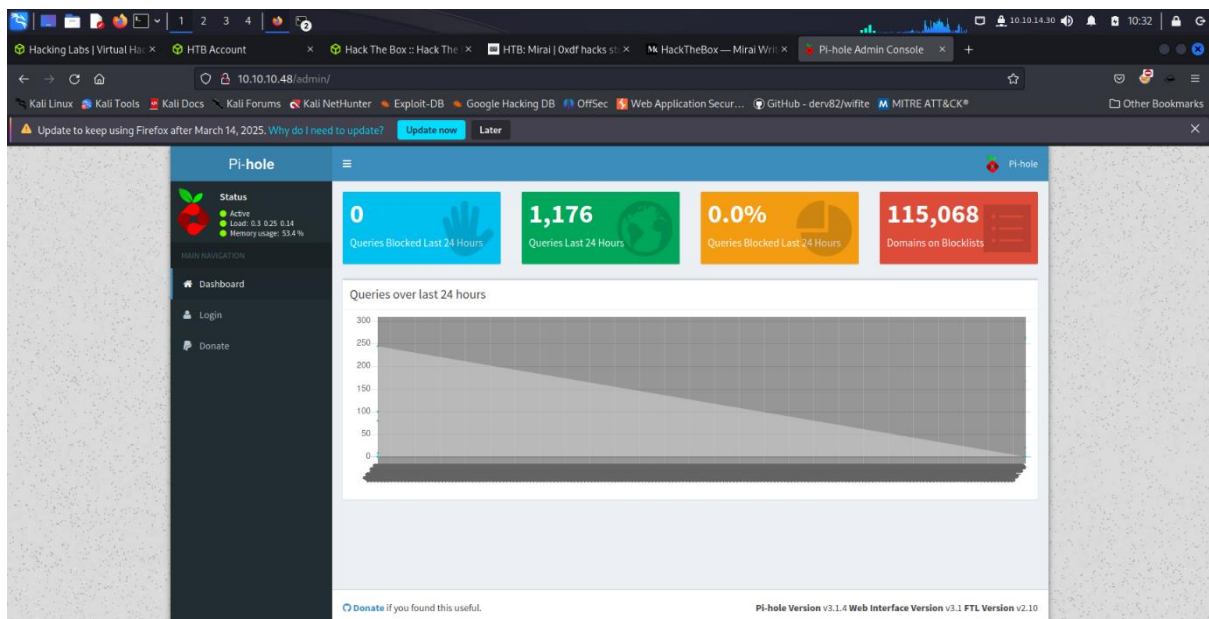 1 2 3 4
10.10.14.30 10:32
Hacking Labs | Virtual Hac
HTB Account
Hack The Box :: Hack The
HTB: Mirai | 0xdf hacks st
HackTheBox — Mirai Writ
Pi-hole Admin Console
10.10.10.48/admin/
Kali Linux Kali Tools Kali Docs Kali Forums Kali NetHunter Exploit-DB Google Hacking DB OffSec Web Application Secur... GitHub - derv82/wifite MITRE ATT&CK® Other Bookmarks
Update to keep using Firefox after March 14, 2025. Why do I need to update? Update now Later
Pi-hole
Pi-hole
Status
Active
Load: 0.3 0.25 0.14
Memory usage: 53.4 %
MAIN NAVIGATION
Dashboard
Login
Donate
0
Queries Blocked Last 24 Hours
1,176
Queries Last 24 Hours
0.0%
Queries Blocked Last 24 Hours
115,068
Domains on Blocklists
Queries over last 24 hours
300
250
200
150
100
50
0
Donate if you found this useful.
Pi-hole Version v3.1.4 Web Interface Version v3.1 FTL Version v2.10